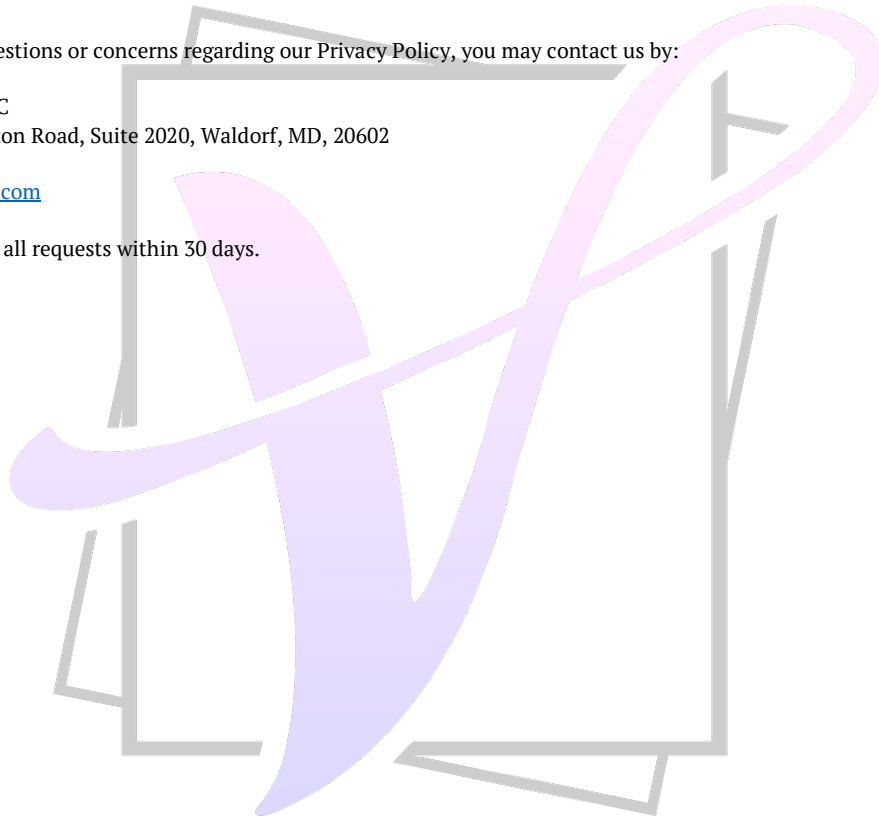 estions or concerns regarding our Privacy Policy, you may contact us by:
C
on Road, Suite 2020, Waldorf, MD, 20602
.com
all requests within 30 days.